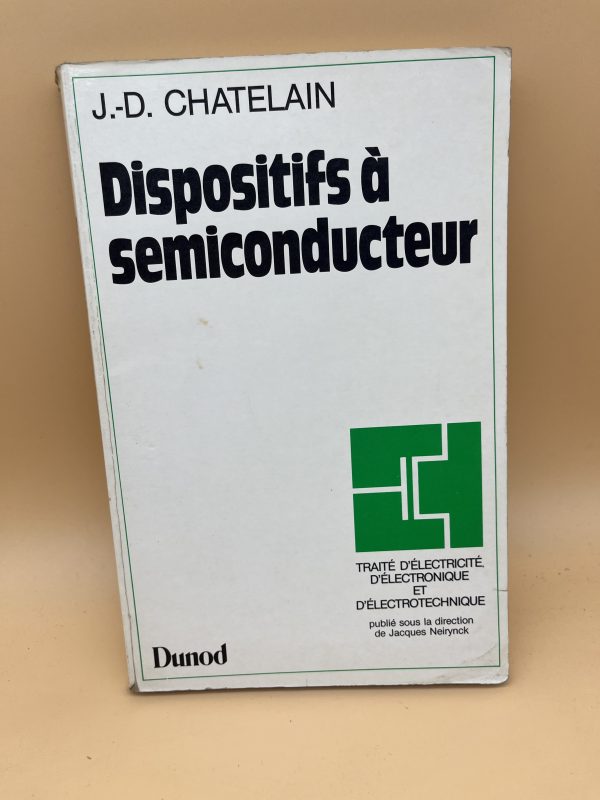 J.-D. CHATELAIN
Dispositifs à
semiconducteur
TRAITÉ D'ÉLECTRICITÉ,
D'ÉLECTRONIQUE
ET
D'ÉLECTROTECHNIQUE
publié sous la direction
de Jacques Neirynck
Dunod